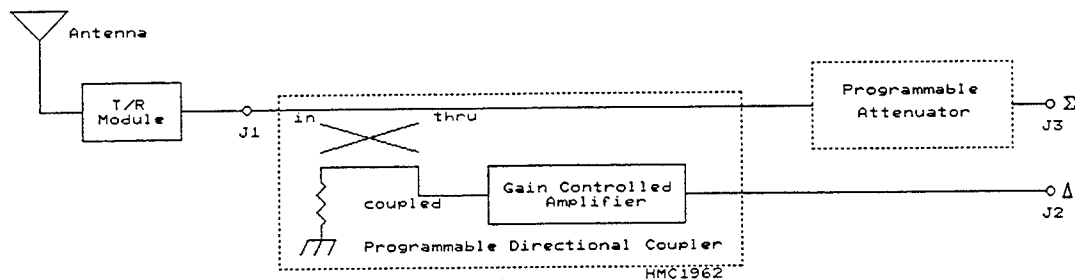 Antenna
T/R
Module
J1
in
thru
coupled
Gain Controlled
Amplifier
Programmable Directional Coupler
HMC1962
Programmable
Attenuator
Σ
J3
Δ
J2